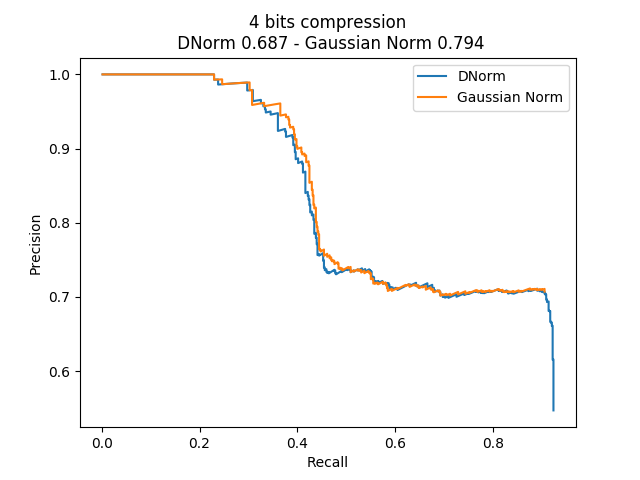 4 bits compression
DNorm 0.687 - Gaussian Norm 0.794
DNorm
Gaussian Norm
1.0
0.9
0.8
0.7
0.6
Precision
0.0 0.2 0.4 0.6 0.8
Recall